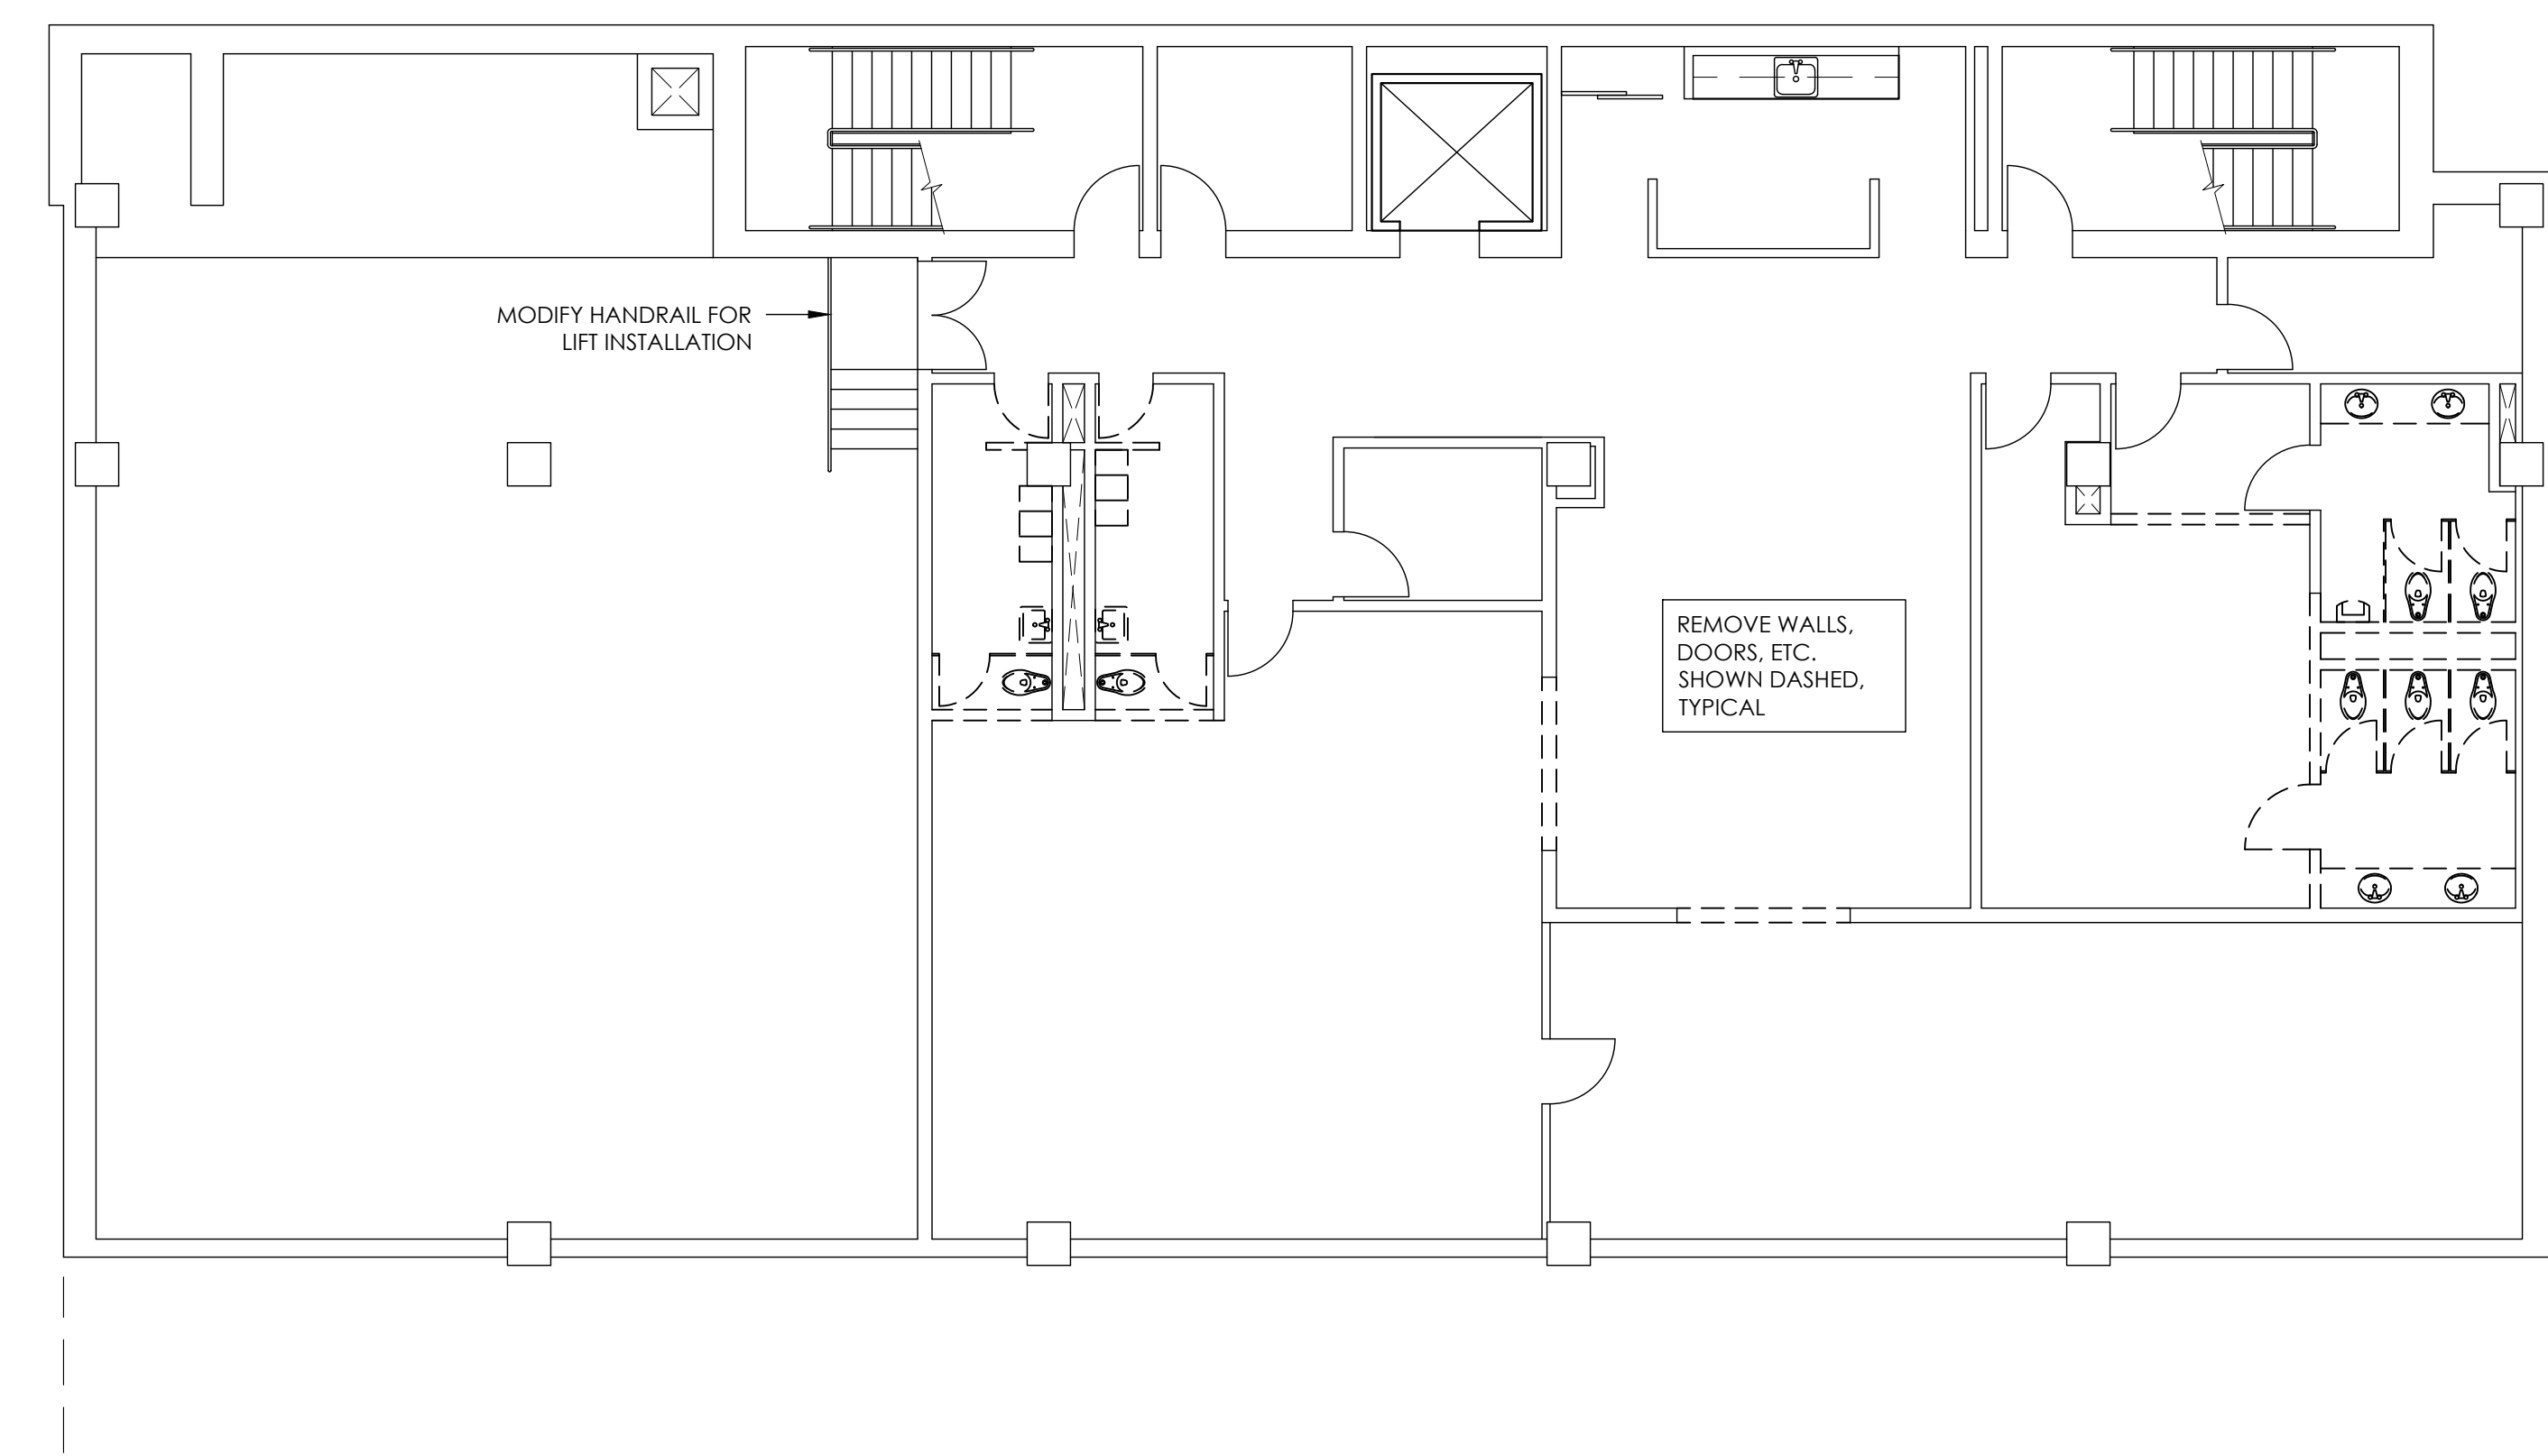 MODIFY HANDRAIL FOR
LIFT INSTALLATION
REMOVE WALLS,
DOORS, ETC.
SHOWN DASHED,
TYPICAL